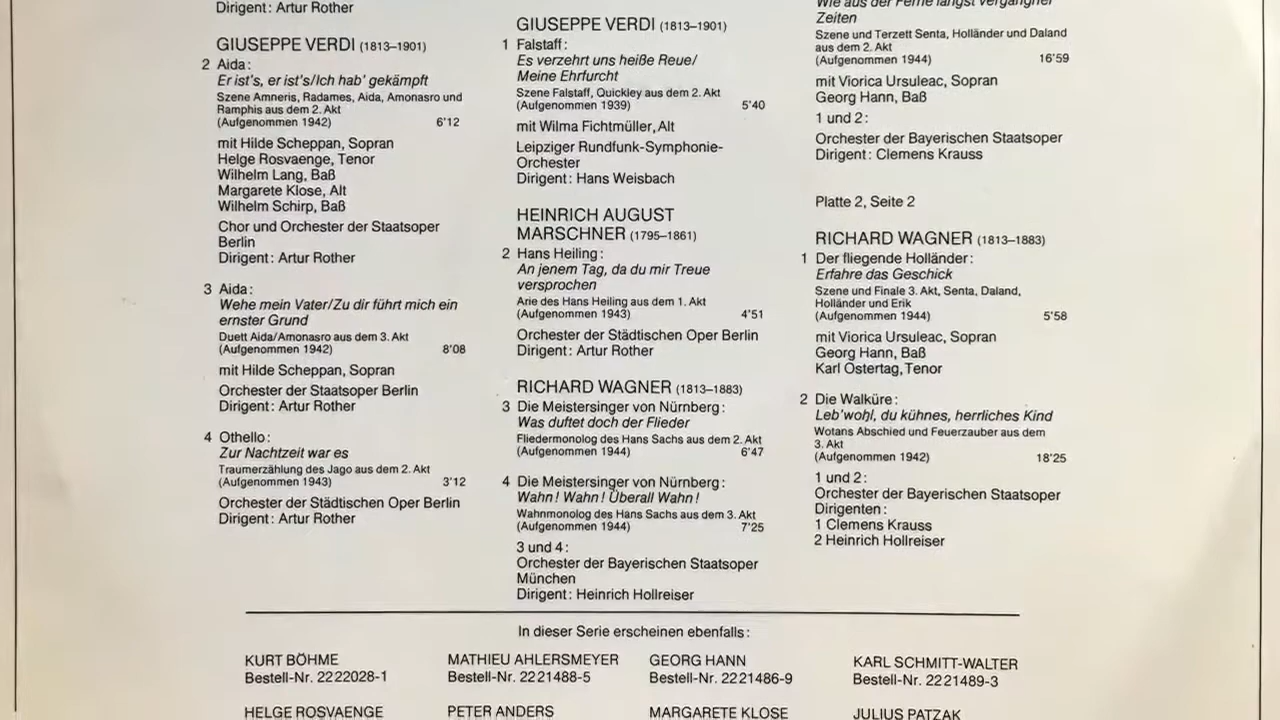 Dirigent: Artur Rother
GIUSEPPE VERDI (1813–1901)
2 Aida:
Er ist's, er ist's/Ich hab' gekämpft
Szene Amneris, Radames, Aida, Amonasro und
Ramphis aus dem 2. Akt
(Aufgenommen 1942) 6'12
mit Hilde Scheppan, Sopran
Helge Rosvaenge, Tenor
Wilhelm Lang, Baß
Margarete Klose, Alt
Wilhelm Schirp, Baß
Chor und Orchester der Staatsoper
Berlin
Dirigent: Artur Rother
3 Aida:
Wehe mein Vater/Zu dir führt mich ein
ernster Grund
Duett Aida/Amonasro aus dem 3. Akt
(Aufgenommen 1942) 8'08
mit Hilde Scheppan, Sopran
Orchester der Staatsoper Berlin
Dirigent: Artur Rother
4 Othello:
Zur Nachtzeit war es
Traumerzählung des Jago aus dem 2. Akt
(Aufgenommen 1943) 3'12
Orchester der Städtischen Oper Berlin
Dirigent: Artur Rother
GIUSEPPE VERDI (1813–1901)
1 Falstaff:
Es verzehrt uns heiße Reue/
Meine Ehrfurcht
Szene Falstaff, Quickley aus dem 2. Akt
(Aufgenommen 1939) 5'40
mit Wilma Fichtmüller, Alt
Leipziger Rundfunk-Symphonie-
Orchester
Dirigent: Hans Weisbach
HEINRICH AUGUST
MARSCHNER (1795–1861)
2 Hans Heiling:
An jenem Tag, da du mir Treue
versprochen
Arie des Hans Heiling aus dem 1. Akt
(Aufgenommen 1943) 4'51
Orchester der Städtischen Oper Berlin
Dirigent: Artur Rother
RICHARD WAGNER (1813–1883)
3 Die Meistersinger von Nürnberg:
Was duftet doch der Flieder
Fliedermonolog des Hans Sachs aus dem 2. Akt
(Aufgenommen 1944) 6'47
4 Die Meistersinger von Nürnberg:
Wahn! Wahn! Überall Wahn!
Wahnmonolog des Hans Sachs aus dem 3. Akt
(Aufgenommen 1944) 7'25
3 und 4:
Orchester der Bayerischen Staatsoper
München
Dirigent: Heinrich Hollreiser
Wie aus der Ferne längst vergangner
Zeiten
Szene und Terzett Senta, Holländer und Daland
aus dem 2. Akt
(Aufgenommen 1944) 16'59
mit Viorica Ursuleac, Sopran
Georg Hann, Baß
1 und 2:
Orchester der Bayerischen Staatsoper
Dirigent: Clemens Krauss
Platte 2, Seite 2
RICHARD WAGNER (1813–1883)
1 Der fliegende Holländer:
Erfahre das Geschick
Szene und Finale 3. Akt, Senta, Daland,
Holländer und Erik
(Aufgenommen 1944) 5'58
mit Viorica Ursuleac, Sopran
Georg Hann, Baß
Karl Ostertag, Tenor
2 Die Walküre:
Leb'wohl, du kühnes, herrliches Kind
Wotans Abschied und Feuerzauber aus dem
3. Akt
(Aufgenommen 1942) 18'25
1 und 2:
Orchester der Bayerischen Staatsoper
Dirigenten:
1 Clemens Krauss
2 Heinrich Hollreiser
In dieser Serie erscheinen ebenfalls:
KURT BÖHME MATHIEU AHLERSMEYER GEORG HANN KARL SCHMITT-WALTER
Bestell-Nr. 2222028-1 Bestell-Nr. 2221488-5 Bestell-Nr. 2221486-9 Bestell-Nr. 2221489-3
HELGE ROSVAENGE PETER ANDERS MARGARETE KLOSE JULIUS PATZAK